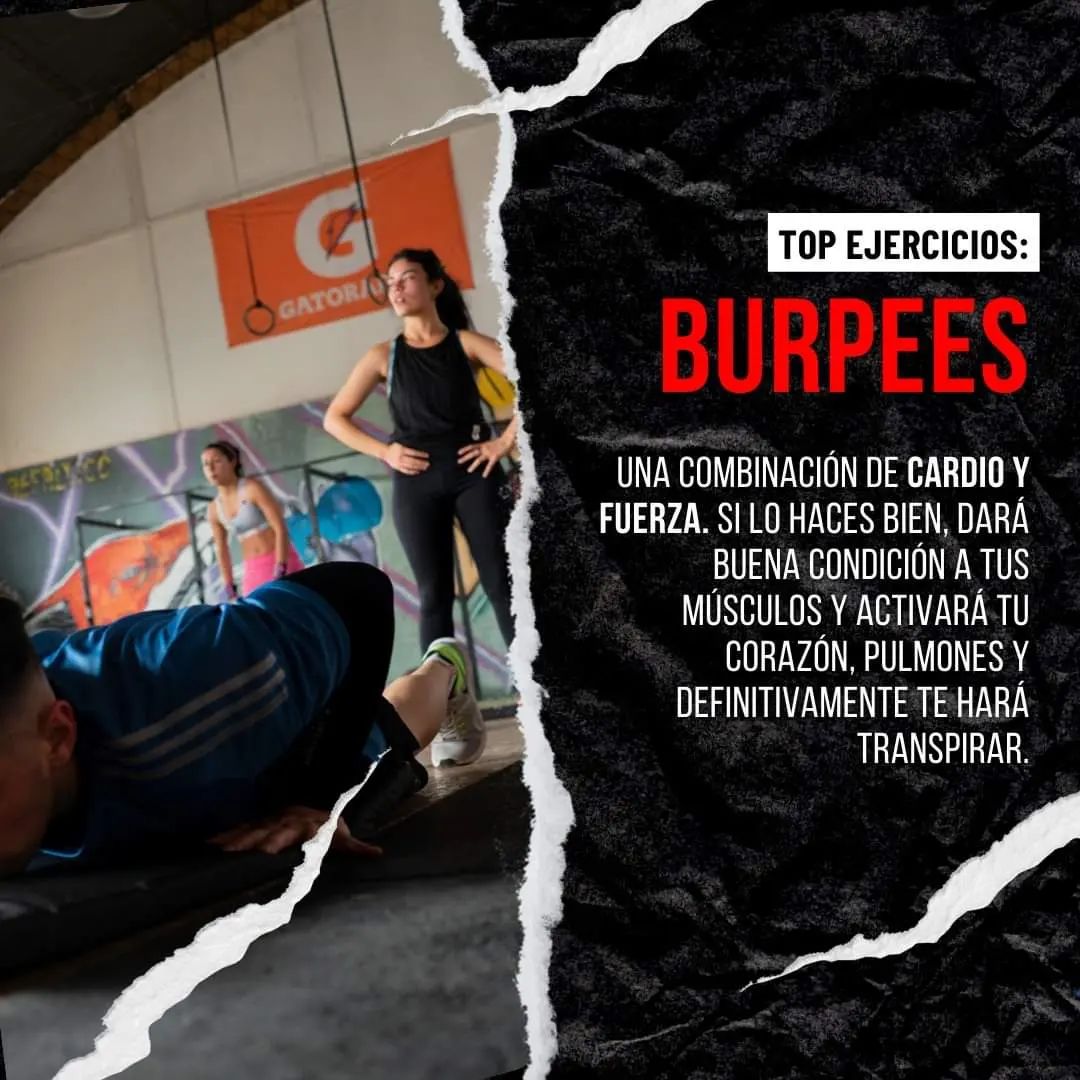 G
GATORA
TOP EJERCICIOS:
BURPEES
UNA COMBINACIÓN DE CARDIO Y
FUERZA. SI LO HACES BIEN, DARÁ
BUENA CONDICIÓN A TUS
MÚSCULOS Y ACTIVARÁ TU
CORAZÓN, PULMONES Y
DEFINITIVAMENTE TE HARÁ
TRANSPIRAR.